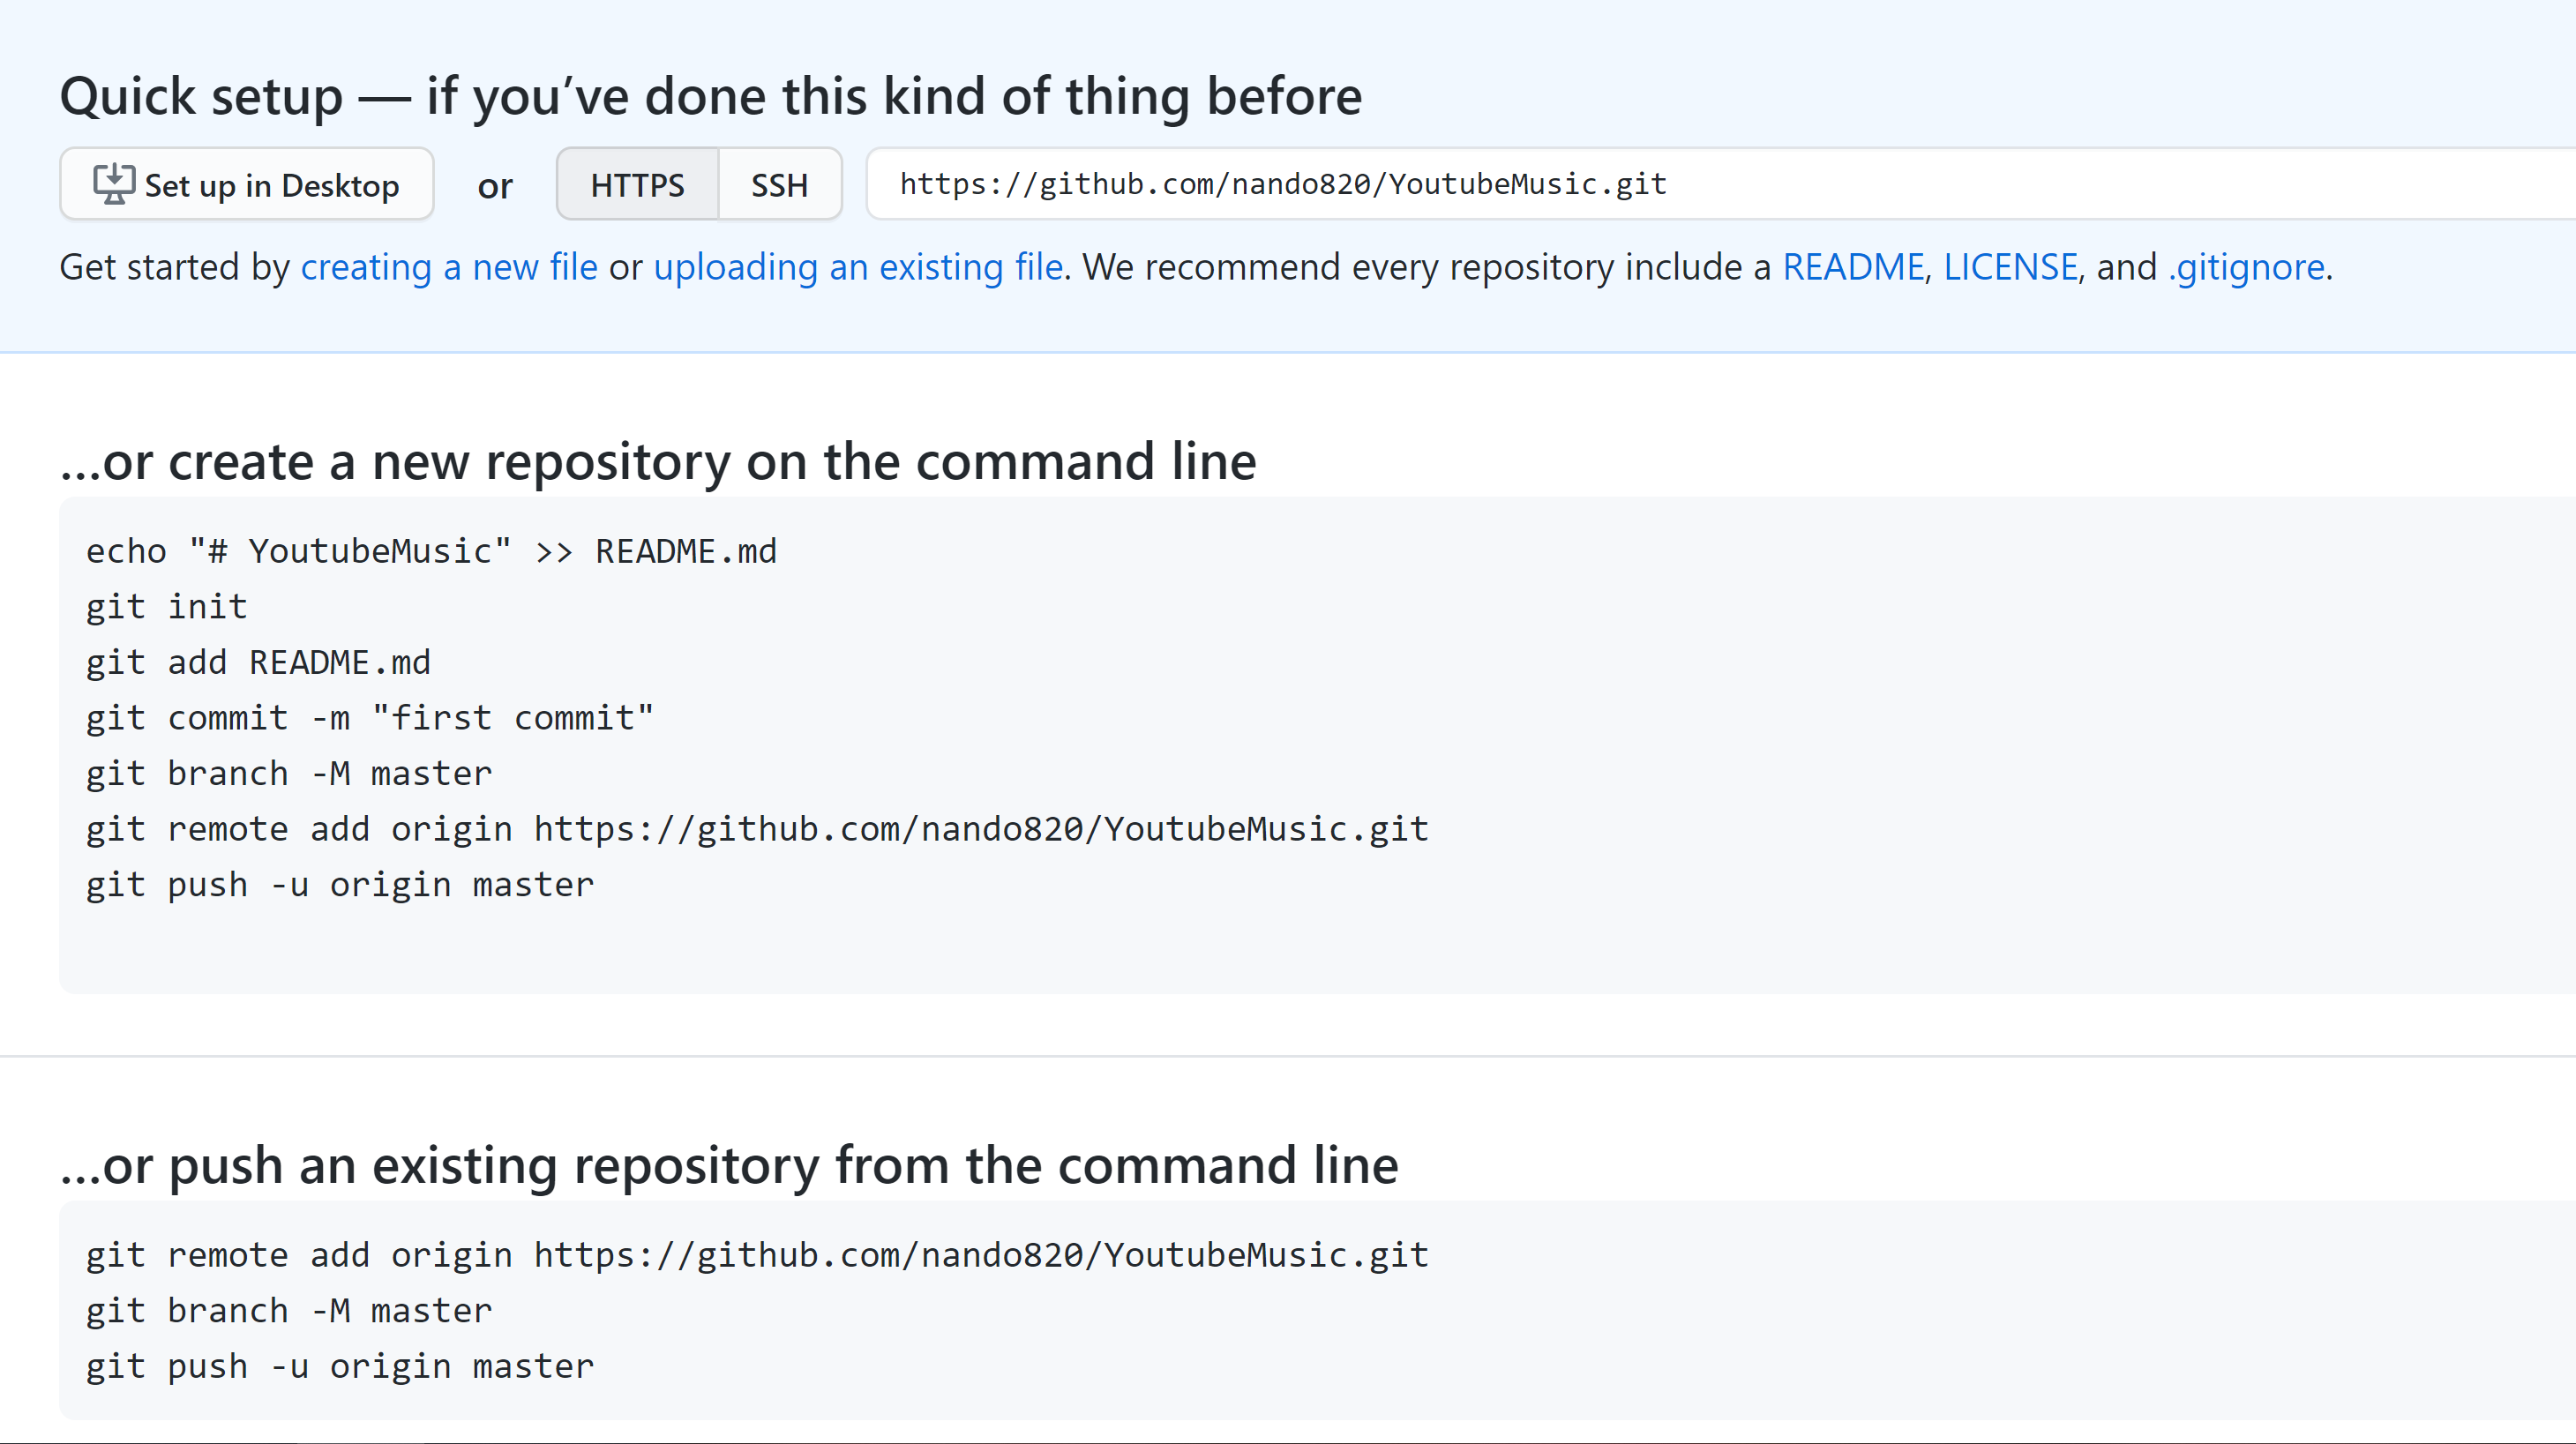 Quick setup — if you’ve done this kind of thing before
Set up in Desktop or HTTPS SSH https://github.com/nando820/YoutubeMusic.git
Get started by creating a new file or uploading an existing file. We recommend every repository include a README, LICENSE, and .gitignore.
…or create a new repository on the command line
echo "# YoutubeMusic" >> README.md
git init
git add README.md
git commit -m "first commit"
git branch -M master
git remote add origin https://github.com/nando820/YoutubeMusic.git
git push -u origin master
…or push an existing repository from the command line
git remote add origin https://github.com/nando820/YoutubeMusic.git
git branch -M master
git push -u origin master